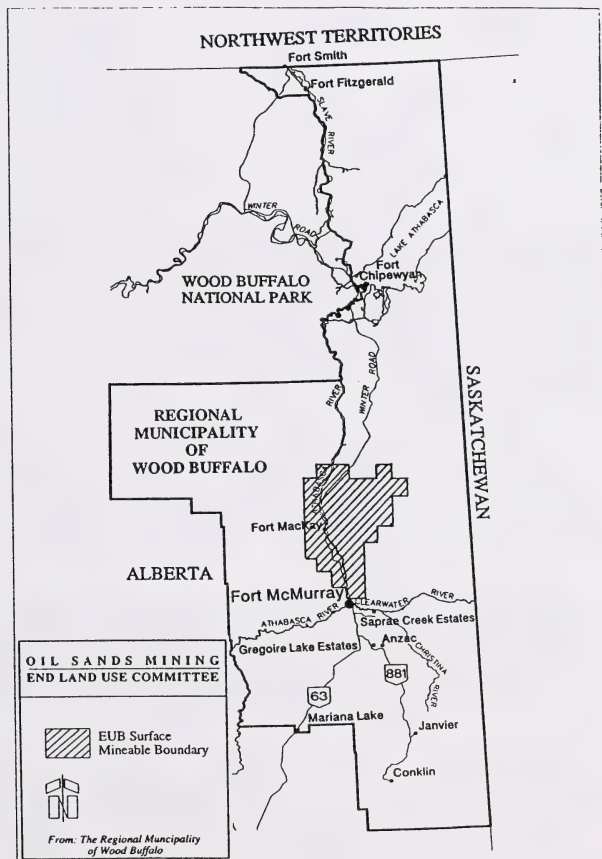 NORTHWEST TERRITORIES
Fort Smith
Fort Fitzgerald
SLAVE
RIVER
WINTER
ROAD
LAKE ATHABASCA
Fort
Chipewyan
WOOD BUFFALO
NATIONAL PARK
RIVER
WINTER ROAD
SASKATCHEWAN
REGIONAL
MUNICIPALITY
OF
WOOD BUFFALO
ATHABASCA
Fort MacKay
ALBERTA
Fort McMurray
CLEARWATER RIVER
ATHABASCA RIVER
Saprae Creek Estates
Gregoire Lake Estates
Anzac
CHRISTINA
RIVER
881
63
Mariana Lake
Janvier
Conklin
OIL SANDS MINING
END LAND USE COMMITTEE
EUB Surface
Mineable Boundary
From: The Regional Muncipality
of Wood Buffalo